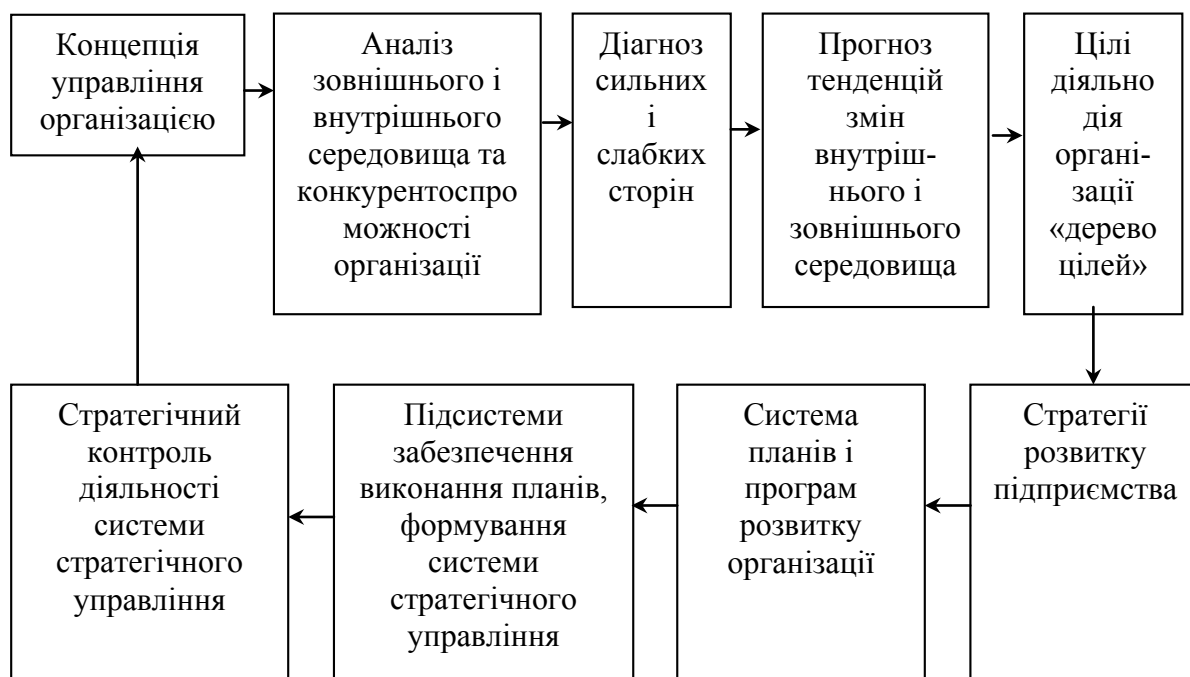 Концепція
управління
організацією
Аналіз
зовнішнього і
внутрішнього
середовища та
конкурентоспро
можності
організації
Діагноз
сильних
і
слабких
сторін
Прогноз
тенденцій
змін
внутріш-
нього і
зовнішнього
середовища
Цілі
діяльно
дія
органі-
зації
«дерево
цілей»
Стратегічний
контроль
діяльності
системи
стратегічного
управління
Підсистеми
забезпечення
виконання планів,
формування
системи
стратегічного
управління
Система
планів і
програм
розвитку
організації
Стратегії
розвитку
підприємства